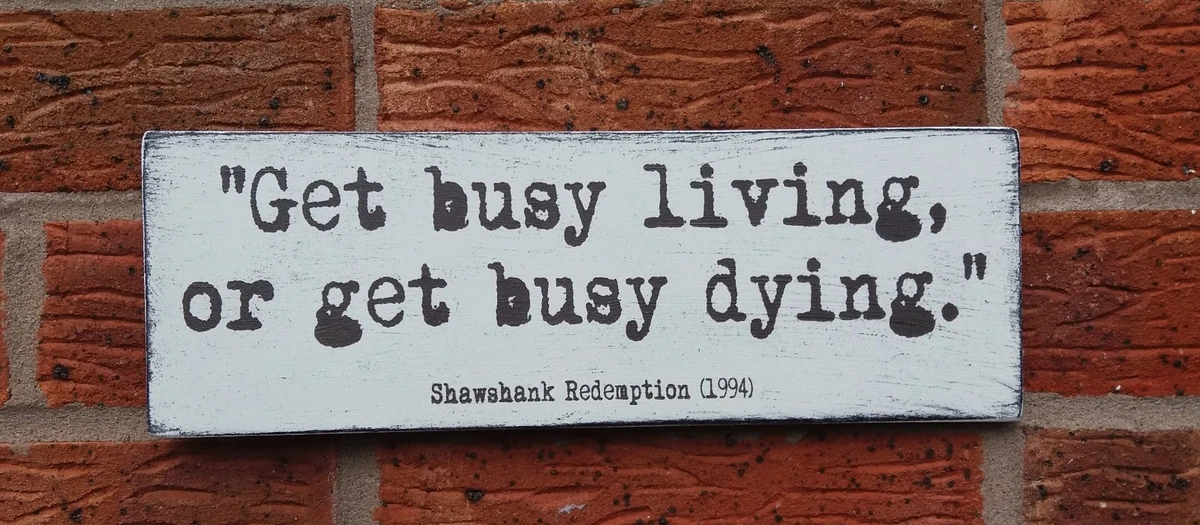 "Get busy living,
or get busy dying."
Shawshank Redemption (1994)